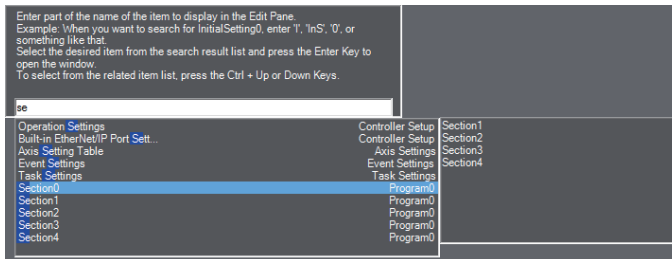 Enter part of the name of the item to display in the Edit Pane.
Example: When you want to search for InitialSetting0, enter 'I', 'InS', '0', or
something like that.
Select the desired item from the search result list and press the Enter Key to
open the window.
To select from the related item list, press the Ctrl + Up or Down Keys.
se
Operation Settings Controller Setup
Built-in EtherNet/IP Port Sett... Controller Setup
Axis Setting Table Axis Settings
Event Settings Event Settings
Task Settings Task Settings
Section0 Program0
Section1 Program0
Section2 Program0
Section3 Program0
Section4 Program0
Section1
Section2
Section3
Section4